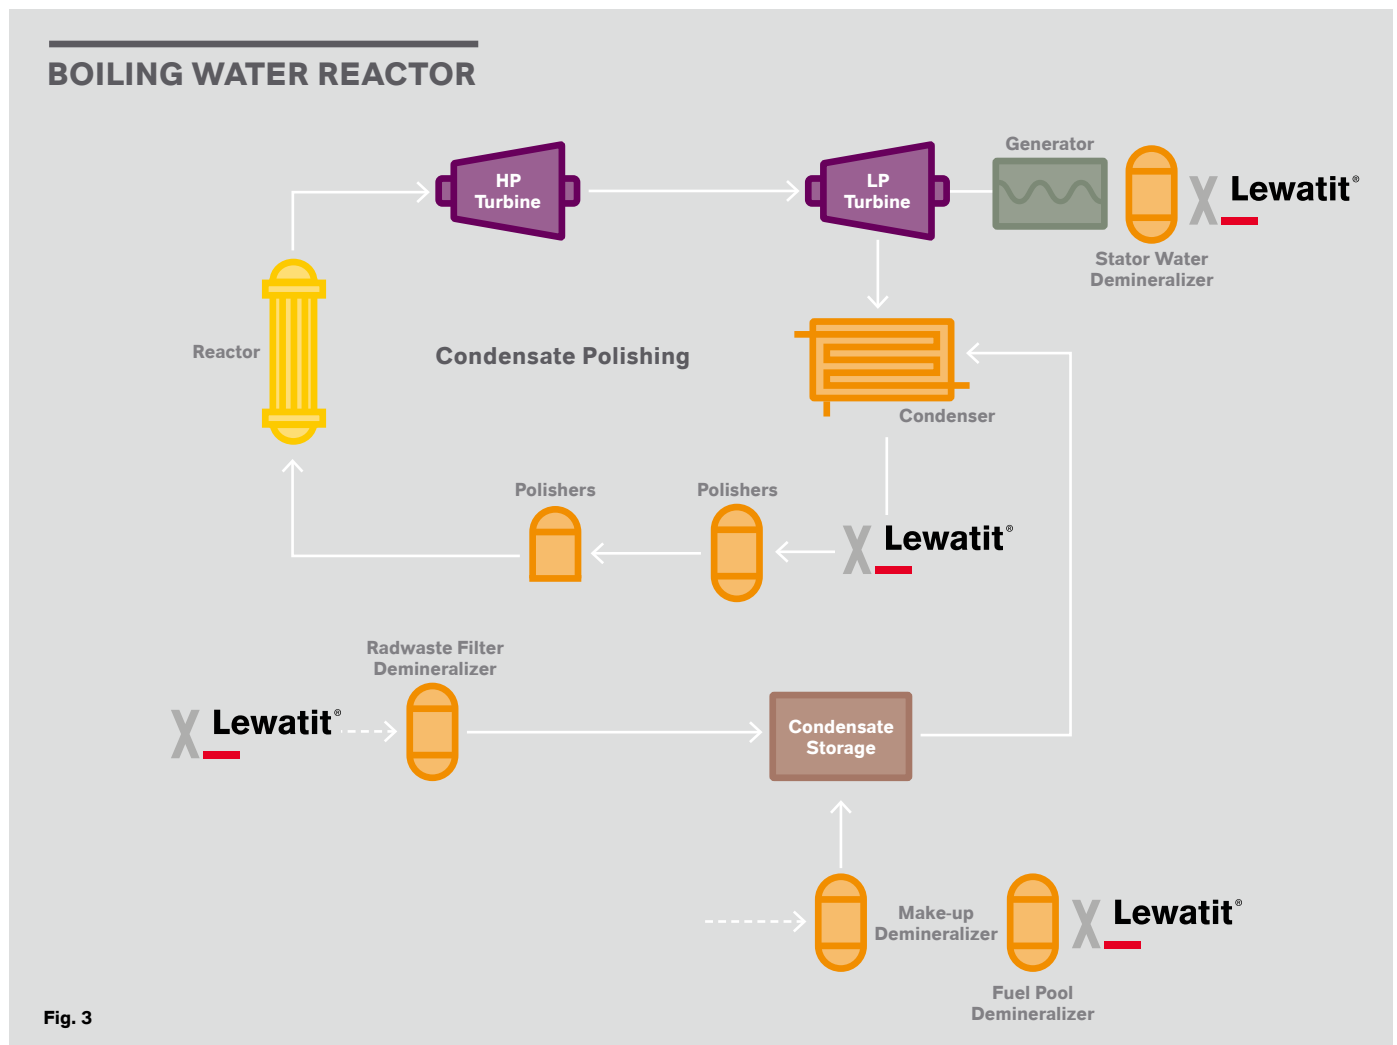 BOILING WATER REACTOR
Generator
HP
Turbine
LP
Turbine
Lewatit®
Stator Water
Demineralizer
Reactor
Condensate Polishing
Condenser
Polishers
Polishers
Lewatit®
Radwaste Filter
Demineralizer
Lewatit®
Condensate
Storage
Make-up
Demineralizer
Lewatit®
Fuel Pool
Demineralizer
Fig. 3